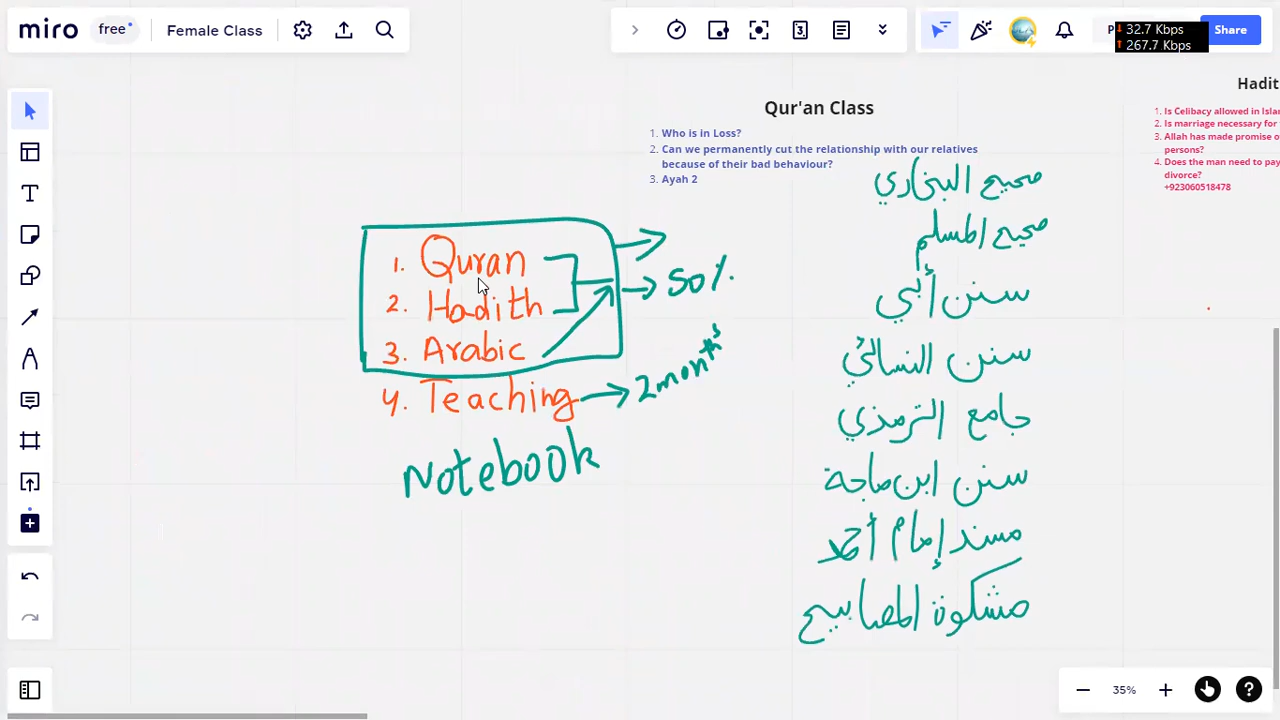 miro free Female Class
32.7 Kbps
267.7 Kbps
Share
Qur'an Class
1. Who is in Loss?
2. Can we permanently cut the relationship with our relatives
because of their bad behaviour?
3. Ayah 2
Hadit
1. Is Celibacy allowed in Islam
2. Is marriage necessary for
3. Allah has made promise of
persons?
4. Does the man need to pay
divorce?
+923060518478
1. Quran
2. Hadith
3. Arabic
4. Teaching
50%
2 months
Notebook
صحيح البخاري
صحيح المسلم
سنن أبي
سنن النسائي
جامع الترمذي
سنن ابن ماجة
مسند إمام أحمد
مشكوة المصابيح
35%